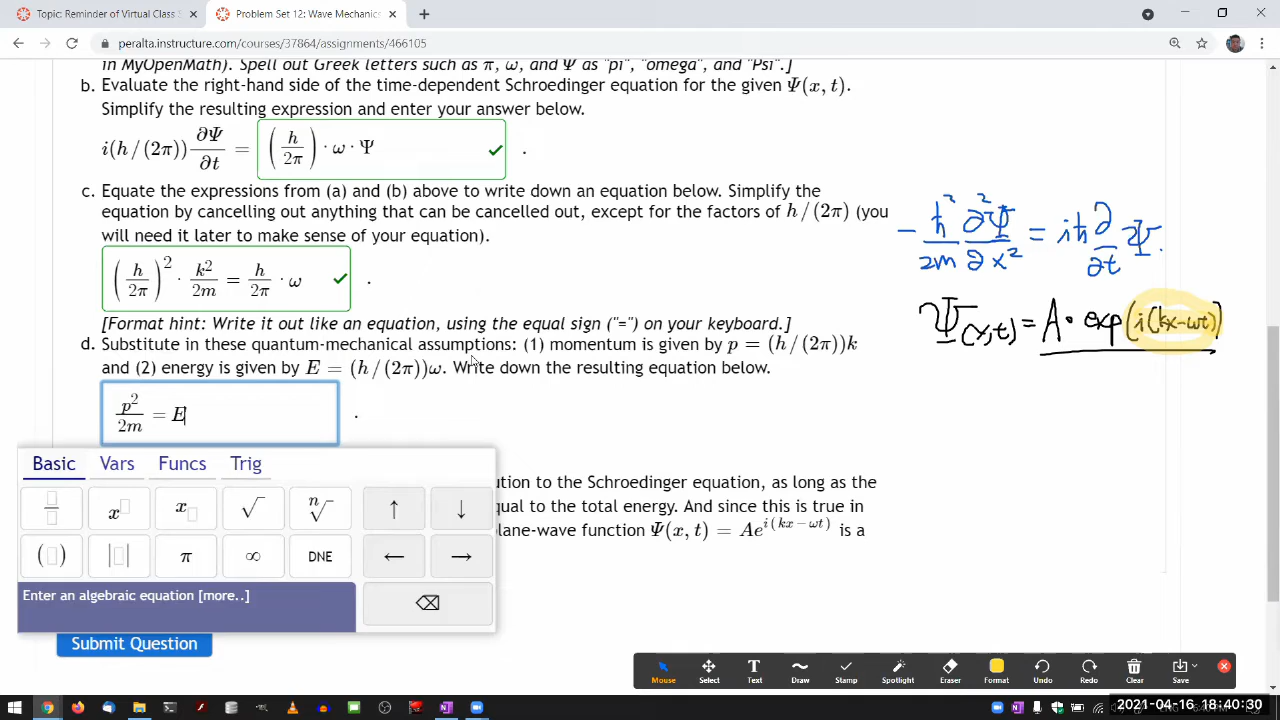 Topic: Reminder of Virtual Class S
Problem Set 12: Wave Mechanic
peralta.instructure.com/courses/37864/assignments/466105
in MyOpenMath). Spell out Greek letters such as π, ω, and Ψ as "pi", "omega", and "Psi".]
b. Evaluate the right-hand side of the time-dependent Schroedinger equation for the given Ψ(x, t).
Simplify the resulting expression and enter your answer below.
i(h/(2π)) ∂Ψ/∂t = (h/2π) · ω · Ψ .
c. Equate the expressions from (a) and (b) above to write down an equation below. Simplify the
equation by cancelling out anything that can be cancelled out, except for the factors of h/(2π) (you
will need it later to make sense of your equation).
(h/2π)² · k²/2m = h/2π · ω .
[Format hint: Write it out like an equation, using the equal sign ("=") on your keyboard.]
d. Substitute in these quantum-mechanical assumptions: (1) momentum is given by p = (h/(2π))k
and (2) energy is given by E = (h/(2π))ω. Write down the resulting equation below.
p²/2m = E .
-ħ²/2m ∂²Ψ/∂x² = iħ ∂/∂t Ψ.
Ψ(x,t) = A· exp(i(kx-ωt))
Basic Vars Funcs Trig
x x √ n√ ↑ ↓
(□) |□| π ∞ DNE ← →
Enter an algebraic equation [more..]
ution to the Schroedinger equation, as long as the
qual to the total energy. And since this is true in
lane-wave function Ψ(x, t) = Ae^{i(kx−ωt)} is a
Submit Question
Mouse Select Text Draw Stamp Spotlight Eraser Format Undo Redo Clear Save
2021-04-16 18:40:30